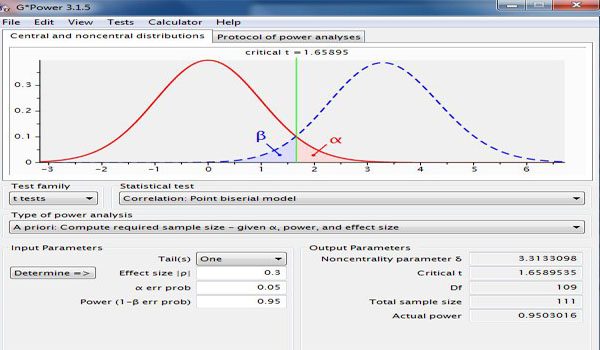 G*Power 3.1.5
File Edit View Tests Calculator Help
Central and noncentral distributions Protocol of power analyses
critical t = 1.65895
0.3
0.2
0.1
0
β α
-3 -2 -1 0 1 2 3 4 5 6
Test family Statistical test
t tests Correlation: Point biserial model
Type of power analysis
A priori: Compute required sample size - given α, power, and effect size
Input Parameters Output Parameters
Tail(s) One Noncentrality parameter δ 3.3133098
Determine => Effect size |ρ| 0.3 Critical t 1.6589535
α err prob 0.05 Df 109
Power (1-β err prob) 0.95 Total sample size 111
Actual power 0.9503016